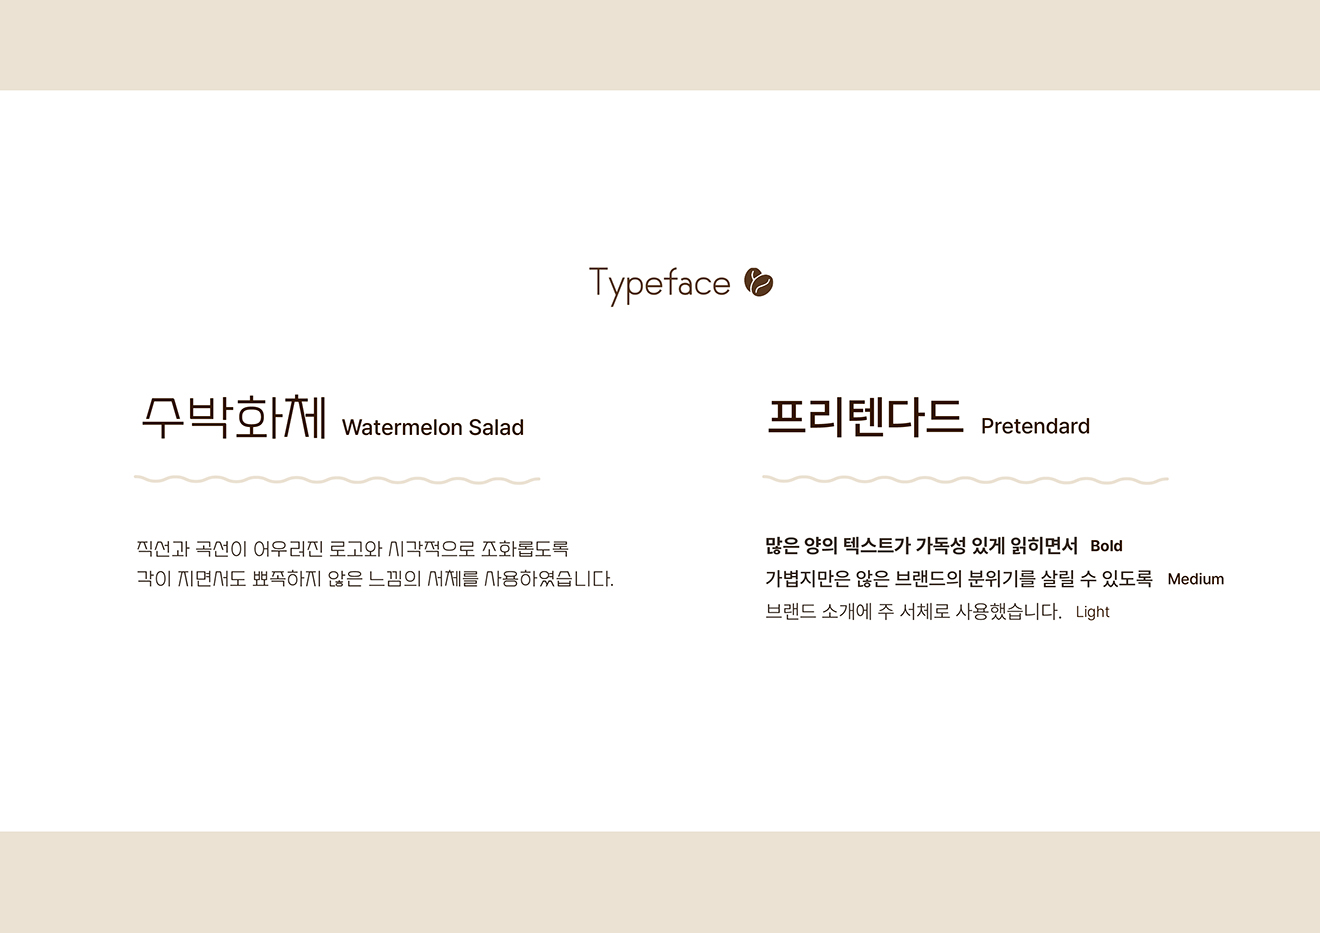 Typeface
수박화체 Watermelon Salad
직선과 곡선이 어우러진 로고와 시각적으로 조화롭도록
각이 지면서도 뾰족하지 않은 느낌의 서체를 사용하였습니다.
프리텐다드 Pretendard
많은 양의 텍스트가 가독성 있게 읽히면서 Bold
가볍지만은 않은 브랜드의 분위기를 살릴 수 있도록 Medium
브랜드 소개에 주 서체로 사용했습니다. Light